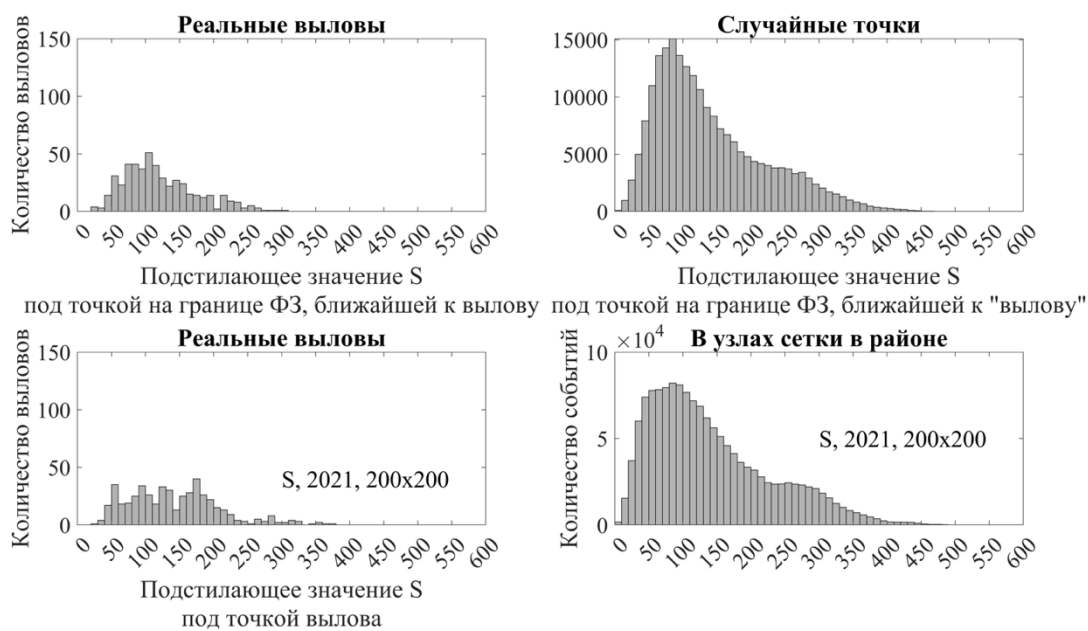 Реальные выловы
Количество выловов
150
100
50
0
0 50 100 150 200 250 300 350 400 450 500 550 600
Подстилающее значение S
под точкой на границе ФЗ, ближайшей к вылову
Случайные точки
15000
10000
5000
0
0 50 100 150 200 250 300 350 400 450 500 550 600
Подстилающее значение S
под точкой на границе ФЗ, ближайшей к "вылову"
Реальные выловы
Количество выловов
150
100
50
0
S, 2021, 200x200
0 50 100 150 200 250 300 350 400 450 500 550 600
Подстилающее значение S
под точкой вылова
×10⁴
В узлах сетки в районе
Количество событий
10
5
0
S, 2021, 200x200
0 50 100 150 200 250 300 350 400 450 500 550 600